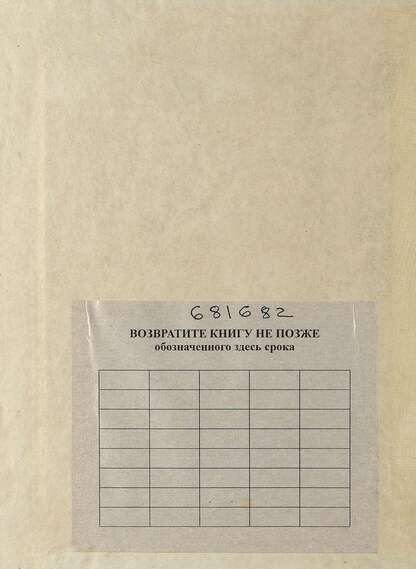 681682
ВОЗВРАТИТЕ КНИГУ НЕ ПОЗЖЕ
обозначенного здесь срока